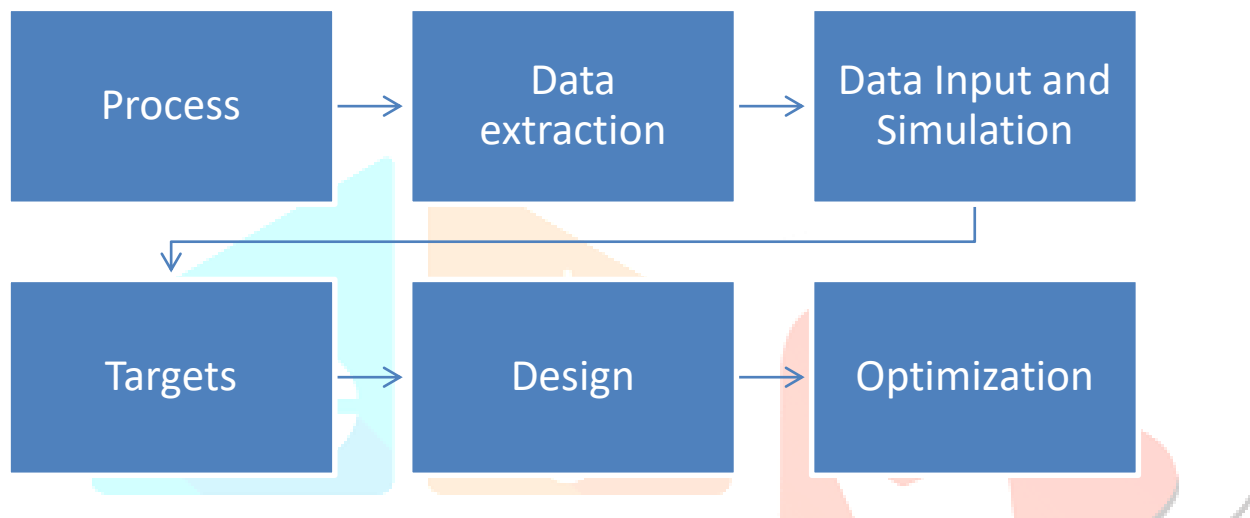 Process
Data
extraction
Data Input and
Simulation
Targets
Design
Optimization